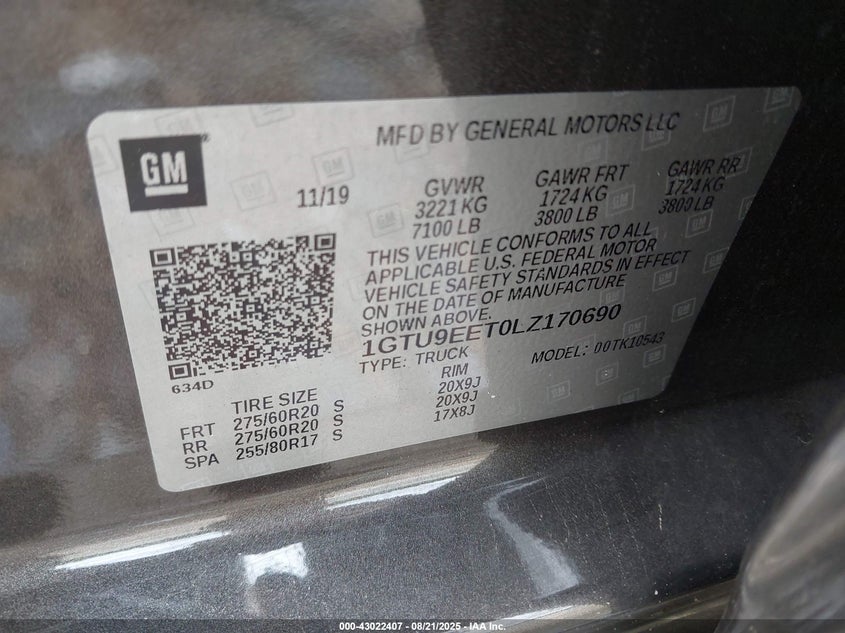 MFD BY GENERAL MOTORS LLC
GM
11/19
GVWR GAWR FRT GAWR RR
3221 KG 1724 KG 1724 KG
7100 LB 3800 LB 3800 LB
THIS VEHICLE CONFORMS TO ALL
APPLICABLE U.S. FEDERAL MOTOR
VEHICLE SAFETY STANDARDS IN EFFECT
ON THE DATE OF MANUFACTURE
SHOWN ABOVE.
1GTU9EET0LZ170690
TYPE: TRUCK MODEL: 00TK10543
634D
TIRE SIZE RIM
FRT 275/60R20 S 20X9J
RR 275/60R20 S 20X9J
SPA 255/80R17 S 17X8J
000-43022407 - 08/21/2025 - IAA Inc.